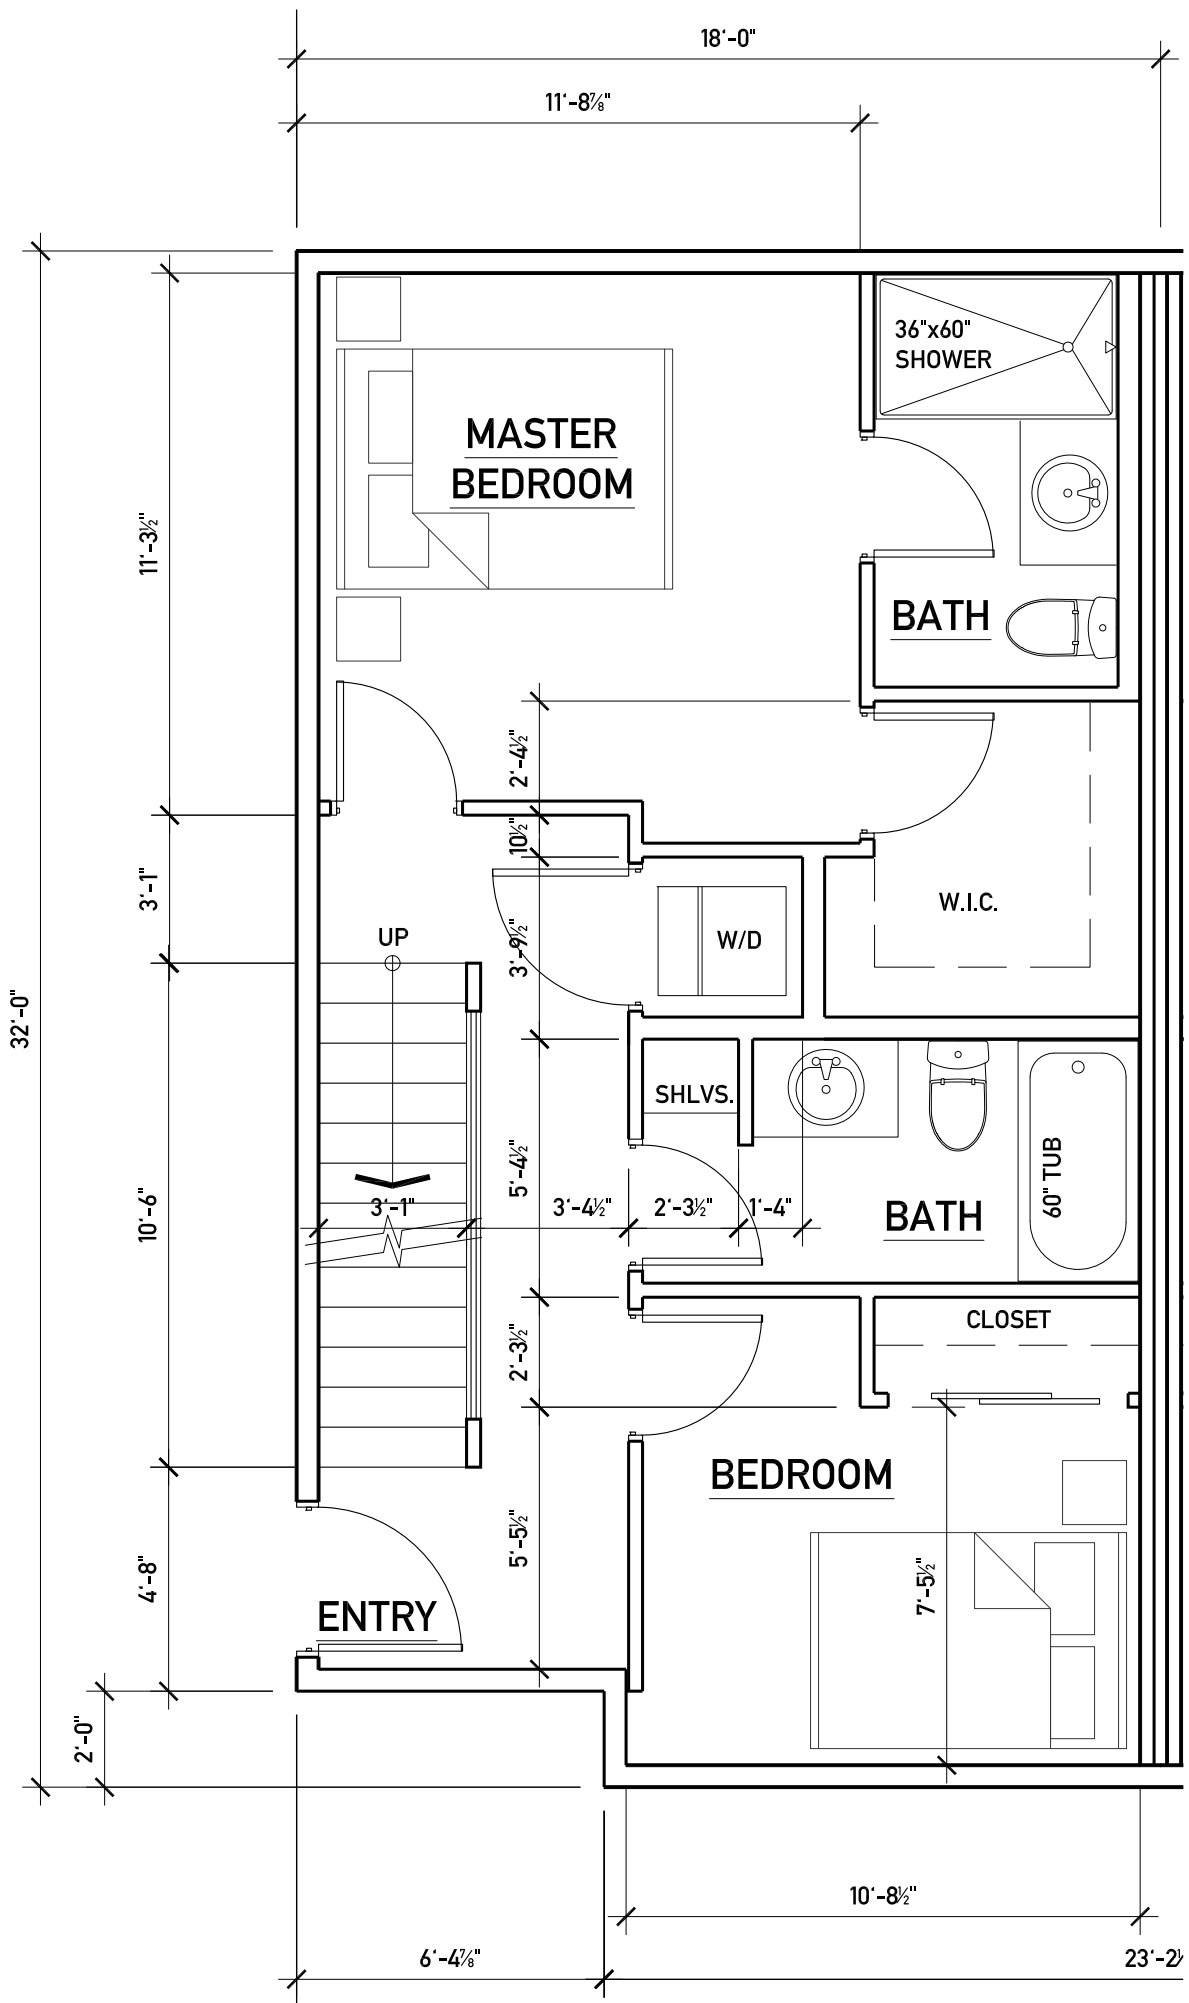 18'-0"
11'-8⅞"
36"x60"
SHOWER
MASTER
BEDROOM
11'-3½"
BATH
2'-4½"
10½"
3'-1"
W.I.C.
UP
3'-9½"
W/D
32'-0"
SHLVS.
60" TUB
5'-4½"
10'-6"
3'-1"
3'-4½"
2'-3½"
1'-4"
BATH
CLOSET
2'-3½"
BEDROOM
5'-5½"
4'-8"
7'-5½"
ENTRY
2'-0"
10'-8½"
6'-4⅞"
23'-2